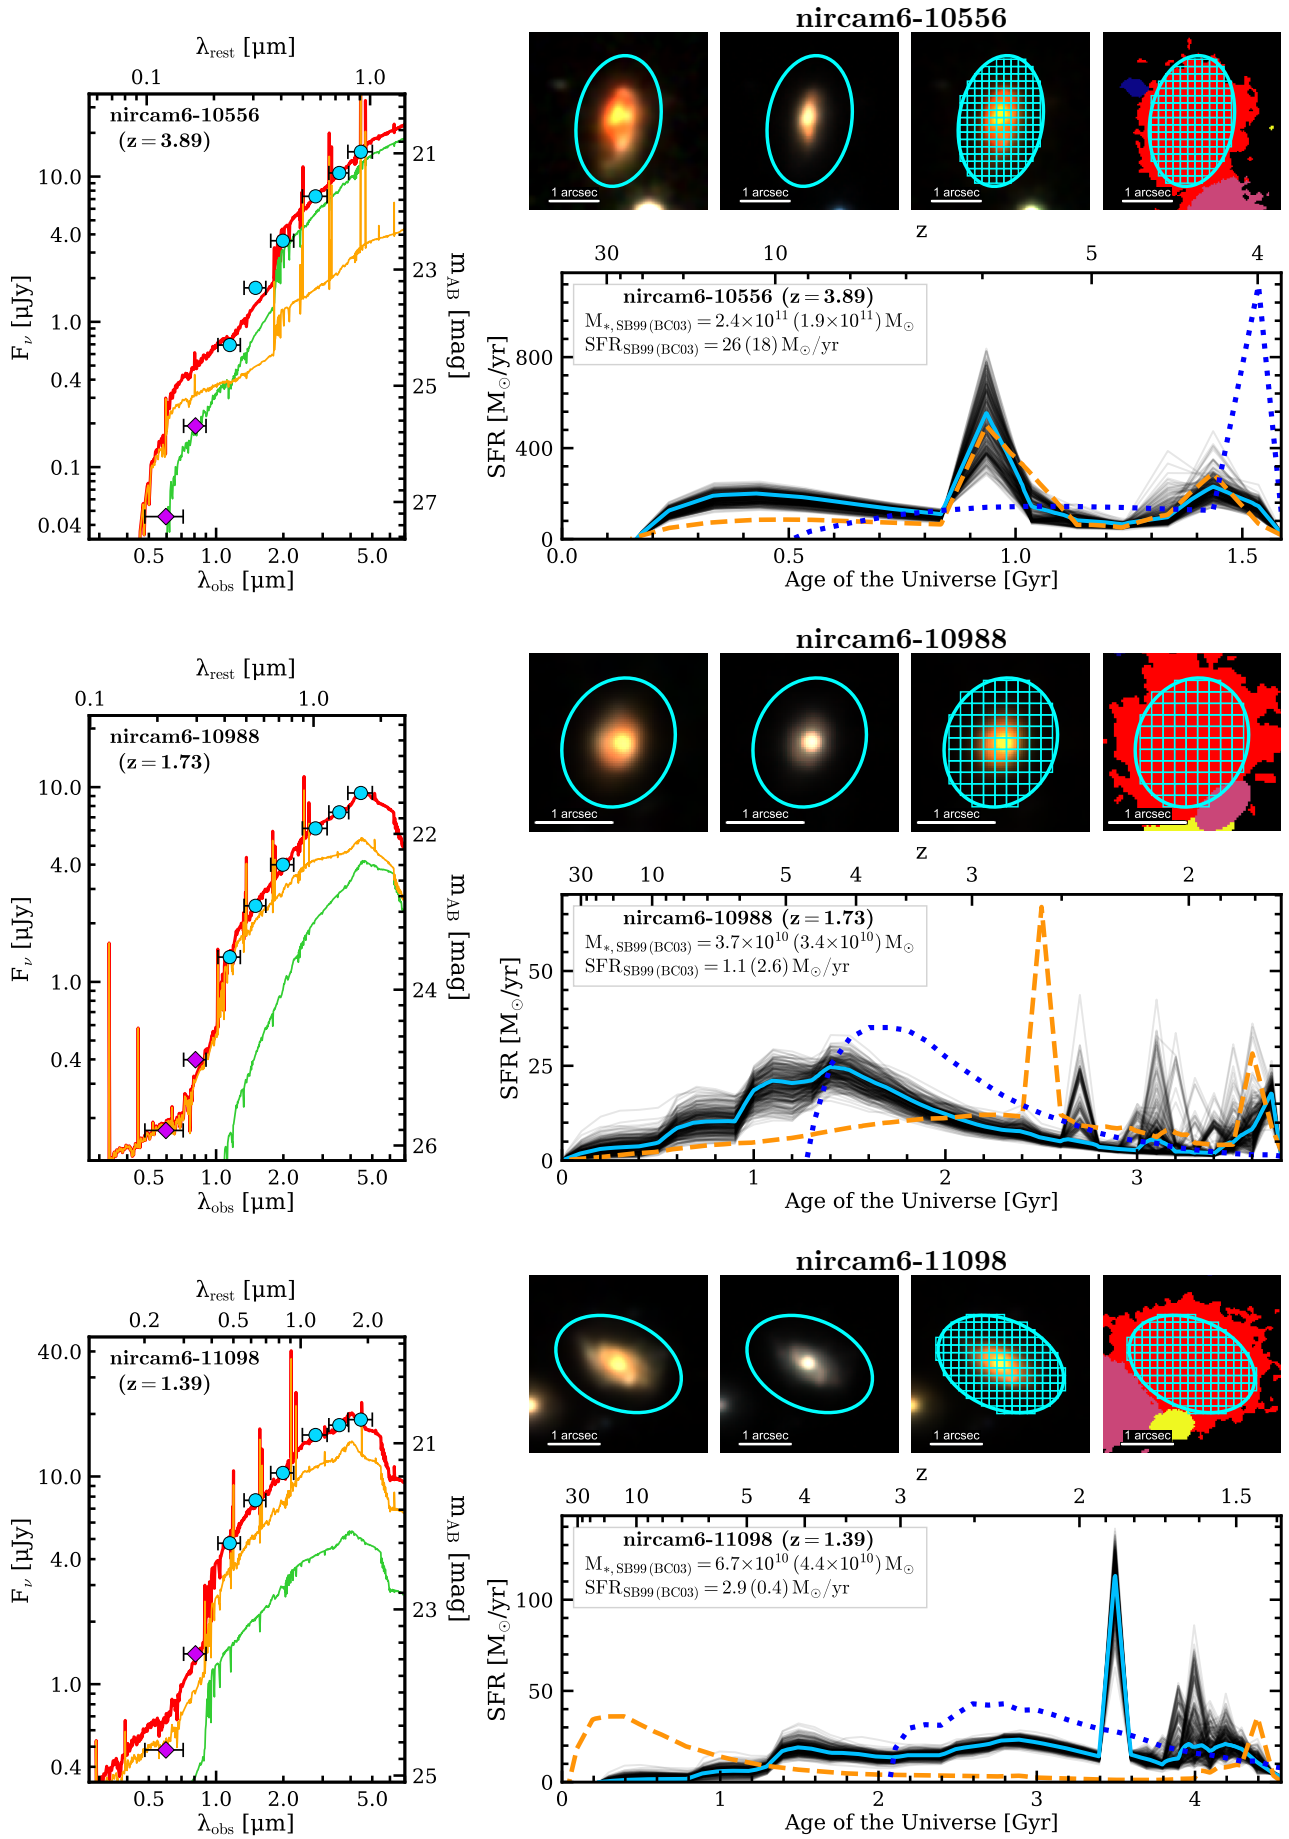 nircam6-10556
λrest [μm]
0.1 1.0
nircam6-10556
(z = 3.89)
10.0
4.0
1.0
0.4
0.1
0.04
Fν [μJy]
21
23
25
27
mAB [mag]
0.5 1.0 2.0 5.0
λobs [μm]
1 arcsec 1 arcsec 1 arcsec 1 arcsec
z
30 10 5 4
nircam6-10556 (z = 3.89)
M∗,SB99(BC03) = 2.4×10¹¹ (1.9×10¹¹) M⊙
SFRSB99(BC03) = 26 (18) M⊙/yr
SFR [M⊙/yr]
800
400
0
0.0 0.5 1.0 1.5
Age of the Universe [Gyr]
nircam6-10988
λrest [μm]
0.1 1.0
nircam6-10988
(z = 1.73)
10.0
4.0
1.0
0.4
Fν [μJy]
22
24
26
mAB [mag]
0.5 1.0 2.0 5.0
λobs [μm]
1 arcsec 1 arcsec 1 arcsec 1 arcsec
z
30 10 5 4 3 2
nircam6-10988 (z = 1.73)
M∗,SB99(BC03) = 3.7×10¹⁰ (3.4×10¹⁰) M⊙
SFRSB99(BC03) = 1.1 (2.6) M⊙/yr
SFR [M⊙/yr]
50
25
0
0 1 2 3
Age of the Universe [Gyr]
nircam6-11098
λrest [μm]
0.2 0.5 1.0 2.0
nircam6-11098
(z = 1.39)
40.0
10.0
4.0
1.0
0.4
Fν [μJy]
21
23
25
mAB [mag]
0.5 1.0 2.0 5.0
λobs [μm]
1 arcsec 1 arcsec 1 arcsec 1 arcsec
z
30 10 5 4 3 2 1.5
nircam6-11098 (z = 1.39)
M∗,SB99(BC03) = 6.7×10¹⁰ (4.4×10¹⁰) M⊙
SFRSB99(BC03) = 2.9 (0.4) M⊙/yr
SFR [M⊙/yr]
100
50
0
0 1 2 3 4
Age of the Universe [Gyr]